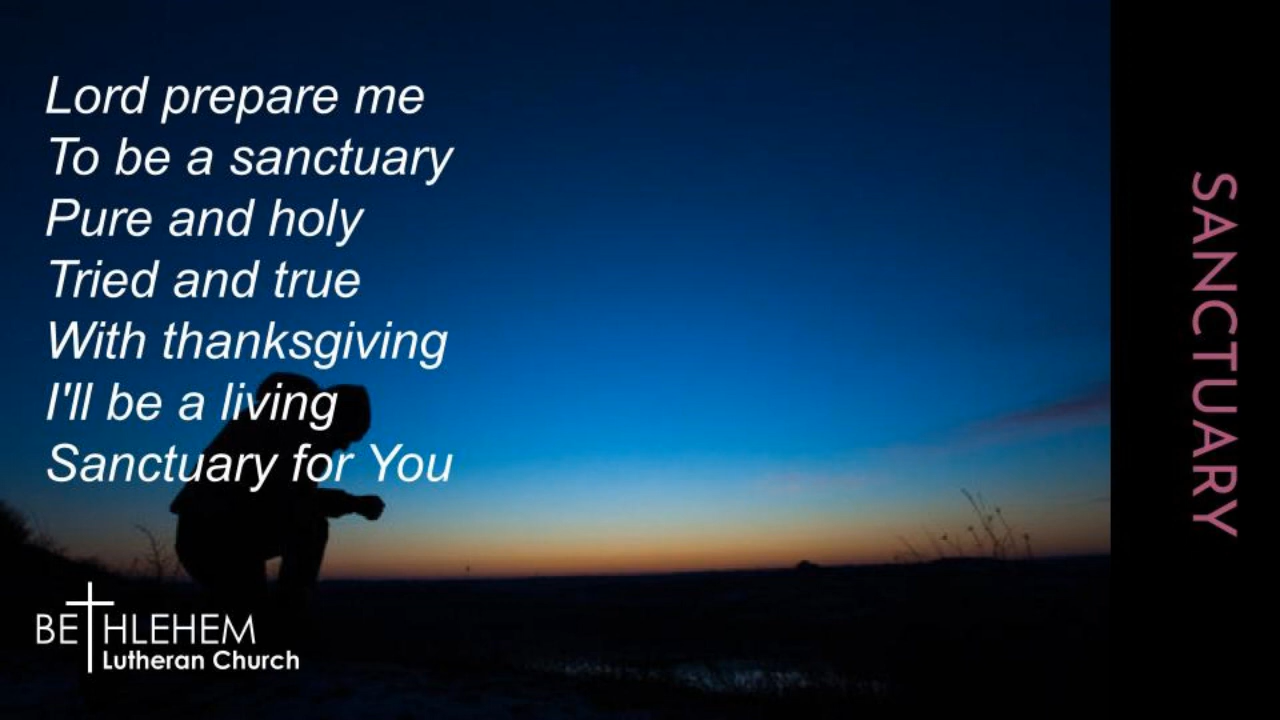 Lord prepare me
To be a sanctuary
Pure and holy
Tried and true
With thanksgiving
I'll be a living
Sanctuary for You
BETHLEHEM
Lutheran Church
SANCTUARY